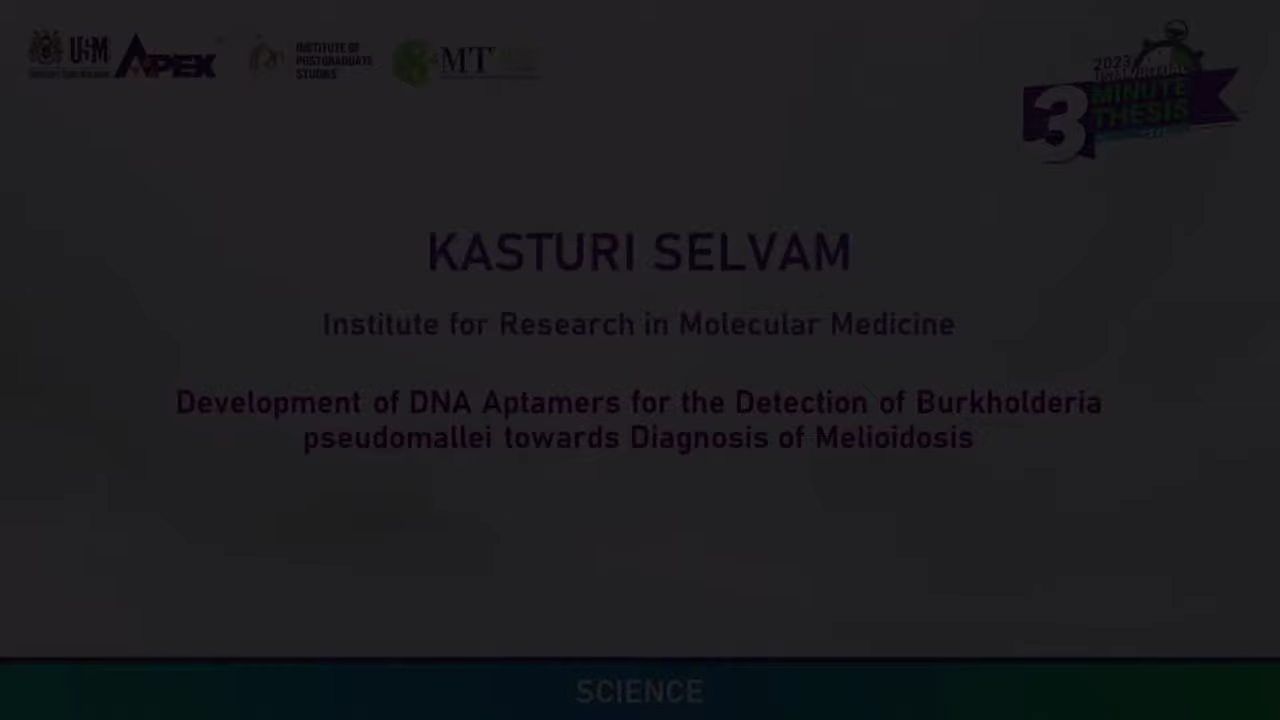 USM APEX
INSTITUTE OF
POSTGRADUATE
STUDIES
3MT
2023
3 MINUTE
THESIS
KASTURI SELVAM
Institute for Research in Molecular Medicine
Development of DNA Aptamers for the Detection of Burkholderia
pseudomallei towards Diagnosis of Melioidosis
SCIENCE